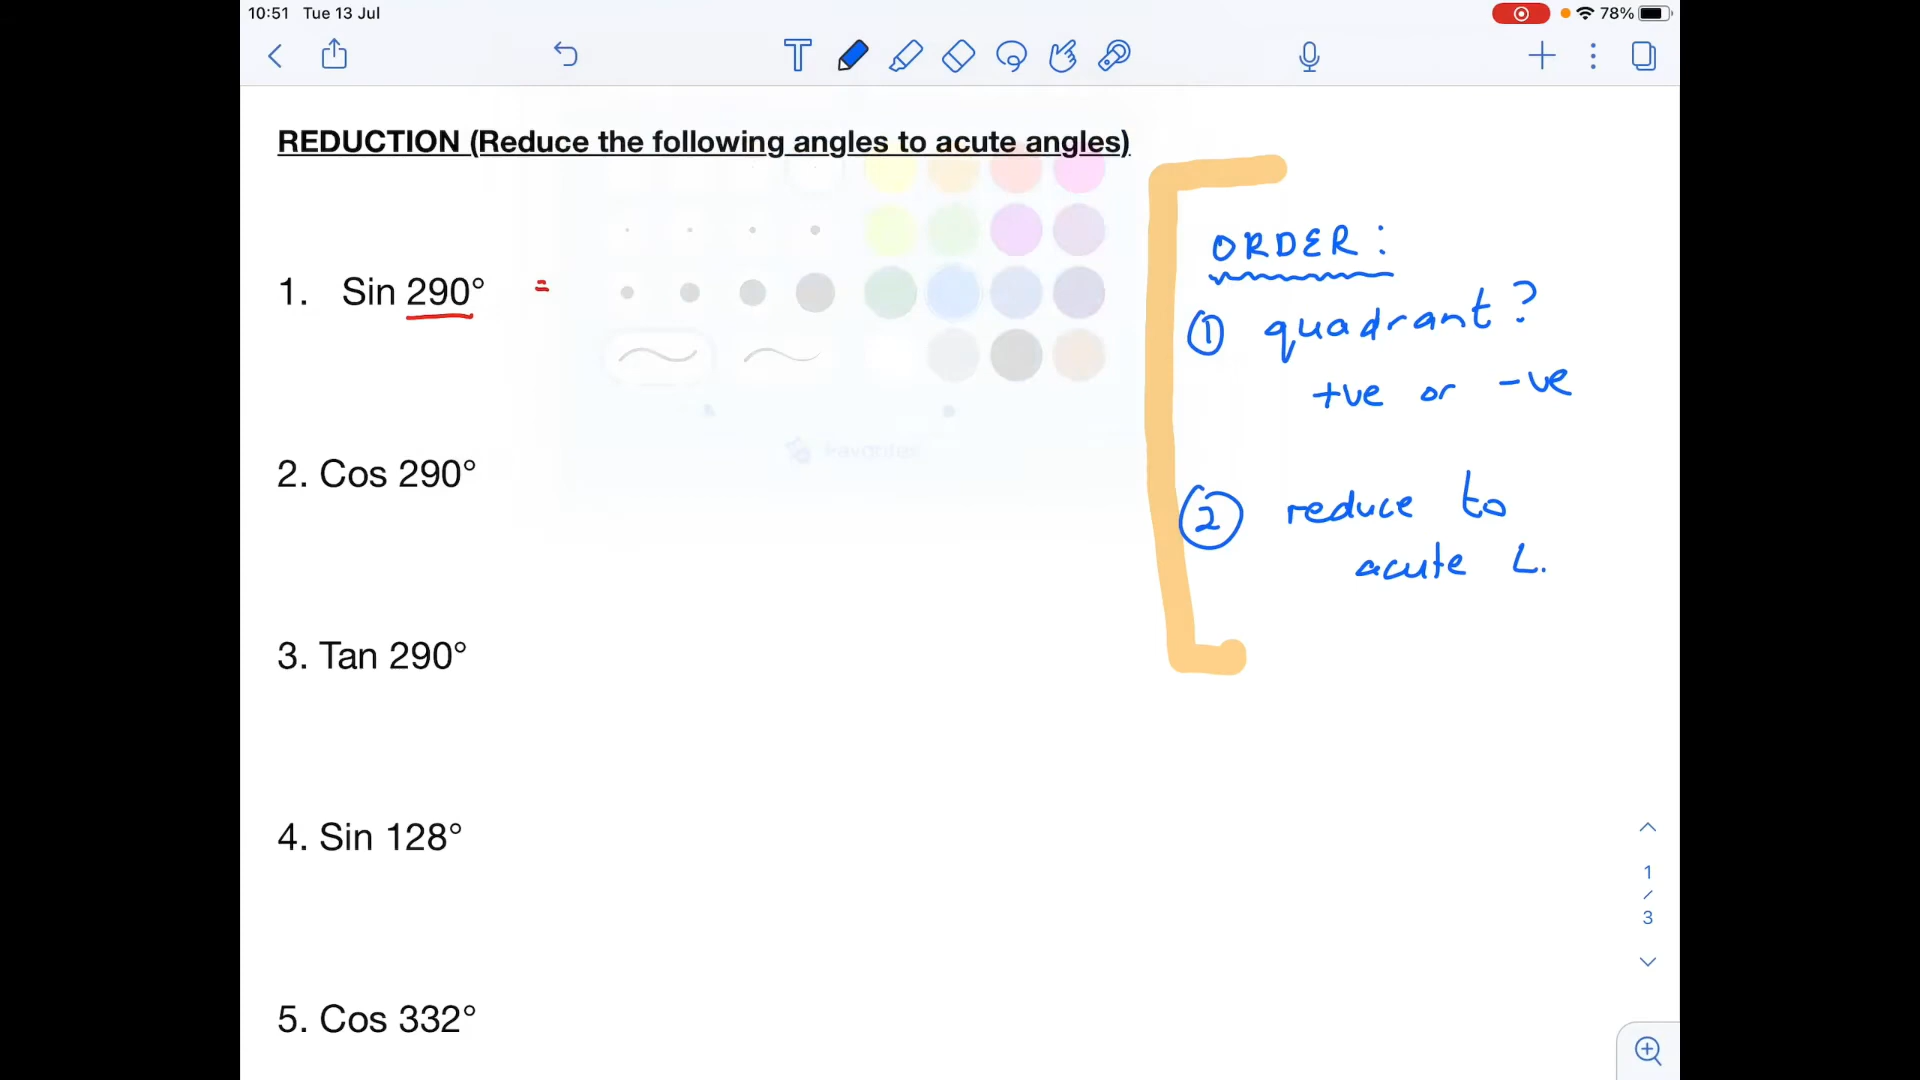 10:51 Tue 13 Jul
78%
REDUCTION (Reduce the following angles to acute angles)
ORDER:
1. Sin 290° =
① quadrant?
+ve or -ve
Favorites
2. Cos 290°
② reduce to
acute ∠.
3. Tan 290°
4. Sin 128°
1
/
3
5. Cos 332°